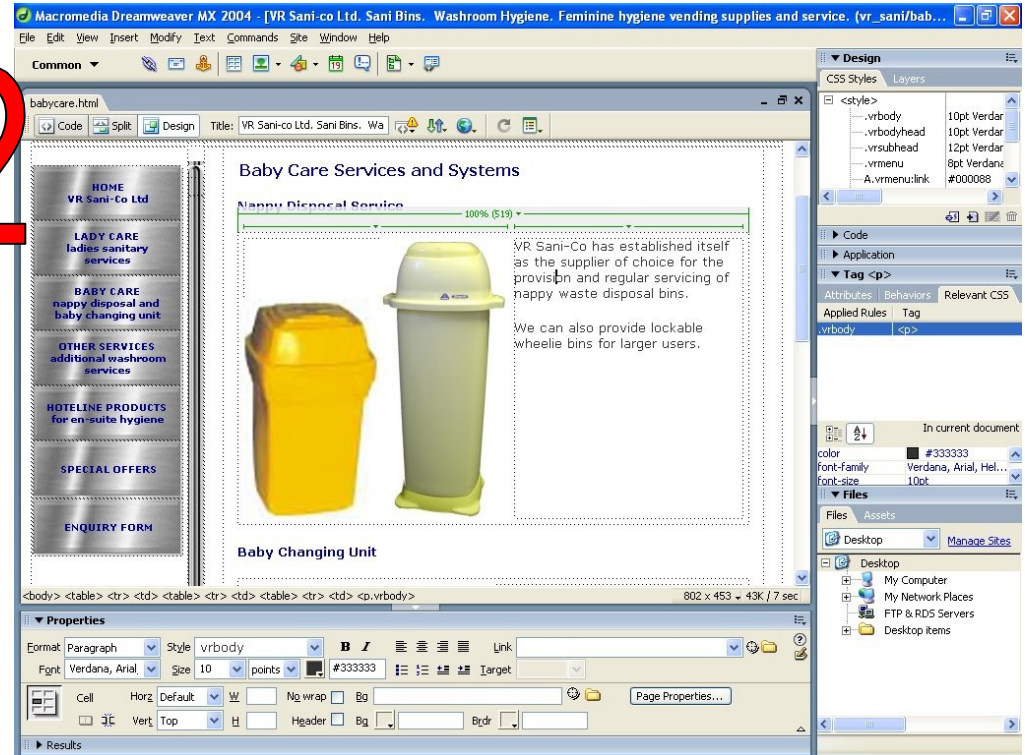 Macromedia Dreamweaver MX 2004 - [VR Sani-co Ltd. Sani Bins. Washroom Hygiene. Feminine hygiene vending supplies and service. (vr_sani/bab...
File Edit View Insert Modify Text Commands Site Window Help
Common
babycare.html
Code Split Design Title: VR Sani-co Ltd. Sani Bins. Wa
HOME
VR Sani-Co Ltd
LADY CARE
ladies sanitary
services
BABY CARE
nappy disposal and
baby changing unit
OTHER SERVICES
additional washroom
services
HOTELINE PRODUCTS
for en-suite hygiene
SPECIAL OFFERS
ENQUIRY FORM
Baby Care Services and Systems
Nappy Disposal Service
100% (519)
VR Sani-Co has established itself
as the supplier of choice for the
provision and regular servicing of
nappy waste disposal bins.
We can also provide lockable
wheelie bins for larger users.
Baby Changing Unit
<body> <table> <tr> <td> <table> <tr> <td> <table> <tr> <td> <p.vrbody>
802 x 453 43K / 7 sec
Properties
Format Paragraph Style vrbody B I Link
Font Verdana, Arial, Size 10 points #333333 Target
Cell Horz Default W No wrap Bg Page Properties...
Vert Top H Header Bg Brdr
Results
Design
CSS Styles Layers
<style>
.vrbody 10pt Verdar
.vrbodyhead 10pt Verdar
.vrsubhead 12pt Verdar
.vrmenu 8pt Verdana
A.vrmenu:link #000088
Code
Application
Tag <p>
Attributes Behaviors Relevant CSS
Applied Rules Tag
.vrbody <p>
In current document
color #333333
font-family Verdana, Arial, Hel...
font-size 10pt
Files
Files Assets
Desktop Manage Sites
Desktop
My Computer
My Network Places
FTP & RDS Servers
Desktop items